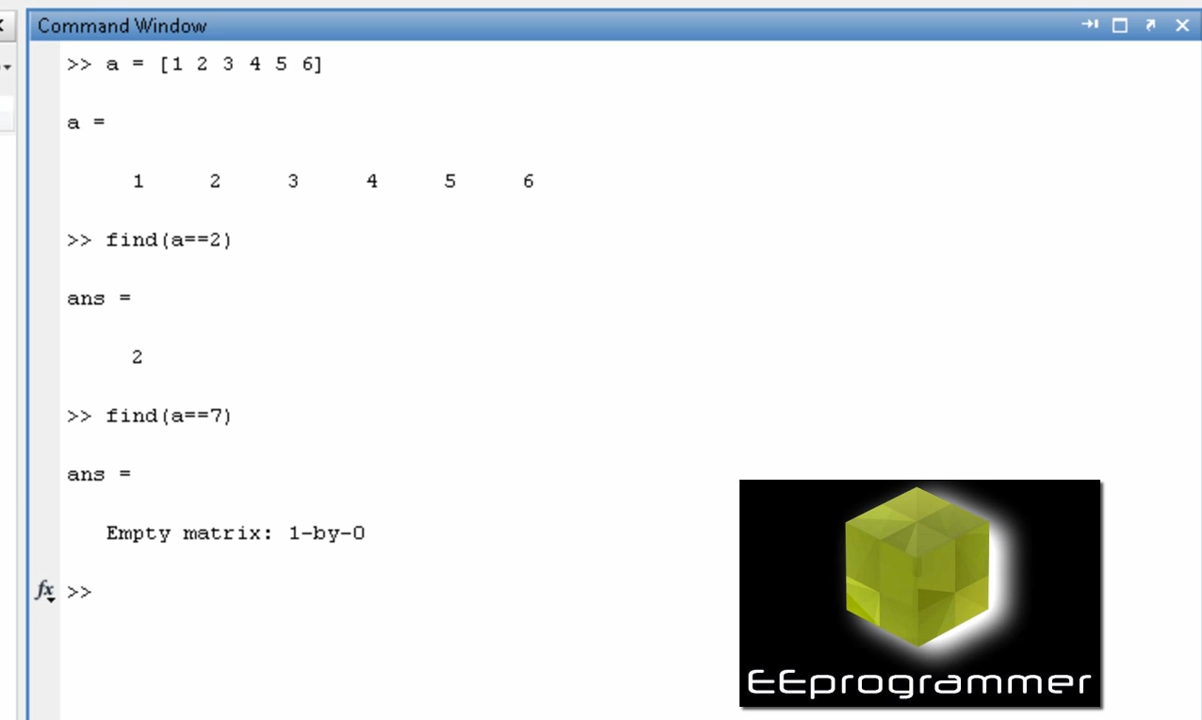 Command Window
>> a = [1 2 3 4 5 6]
a =
1 2 3 4 5 6
>> find(a==2)
ans =
2
>> find(a==7)
ans =
Empty matrix: 1-by-0
fx >>
EEprogrammer